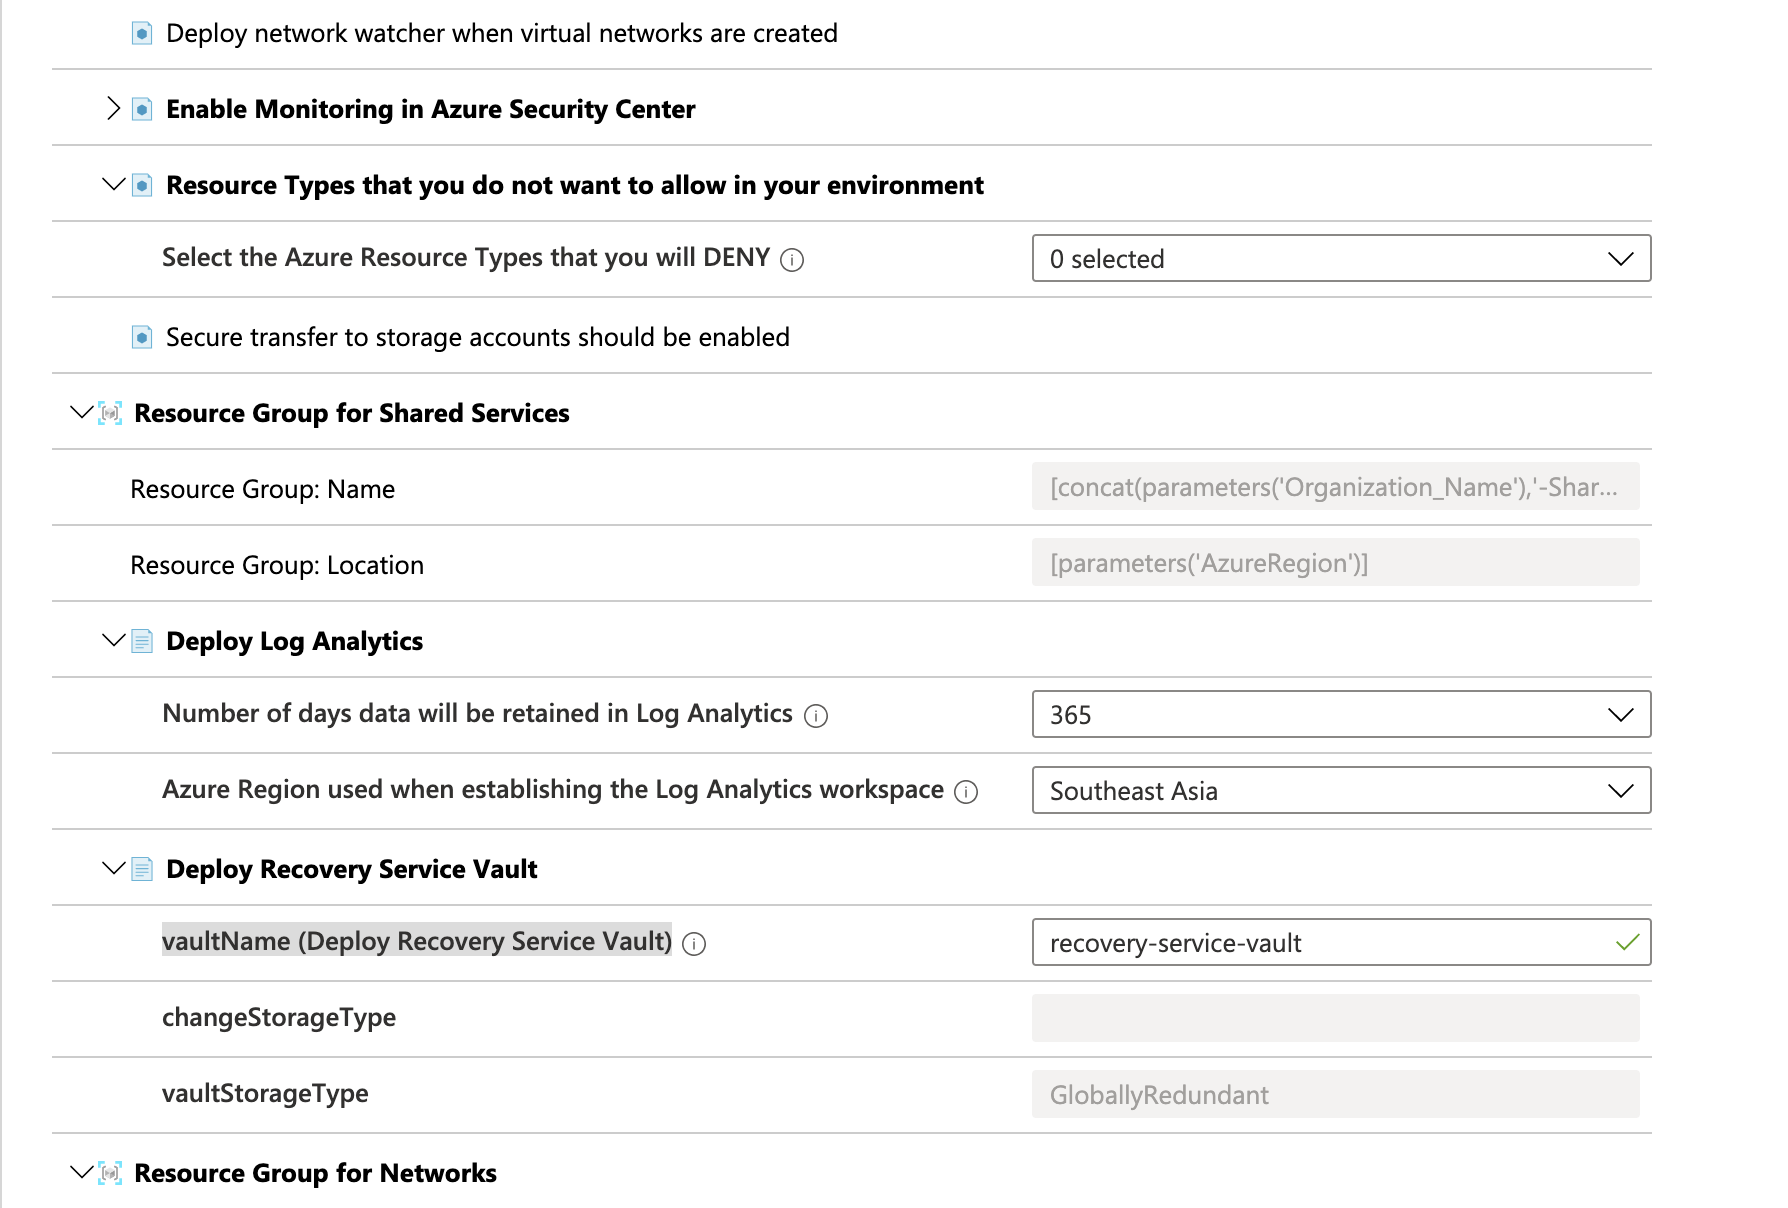 Deploy network watcher when virtual networks are created
Enable Monitoring in Azure Security Center
Resource Types that you do not want to allow in your environment
Select the Azure Resource Types that you will DENY
0 selected
Secure transfer to storage accounts should be enabled
Resource Group for Shared Services
Resource Group: Name
[concat(parameters('Organization_Name'),'-Shar...
Resource Group: Location
[parameters('AzureRegion')]
Deploy Log Analytics
Number of days data will be retained in Log Analytics
365
Azure Region used when establishing the Log Analytics workspace
Southeast Asia
Deploy Recovery Service Vault
vaultName (Deploy Recovery Service Vault)
recovery-service-vault
changeStorageType
vaultStorageType
GloballyRedundant
Resource Group for Networks